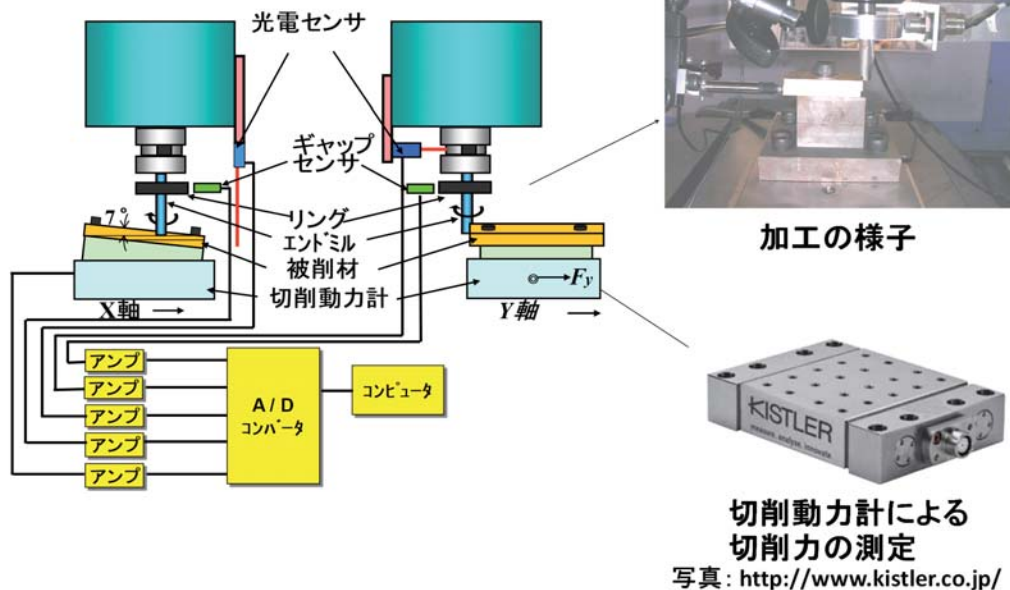 光電センサ
ギャップ
センサ
リング
エンドミル
被削材
切削動力計
7°
X軸
Fy
Y軸
アンプ
アンプ
アンプ
アンプ
アンプ
A / D
コンバータ
コンピュータ
加工の様子
KISTLER
measure. analyse. innovate.
切削動力計による
切削力の測定
写真: http://www.kistler.co.jp/